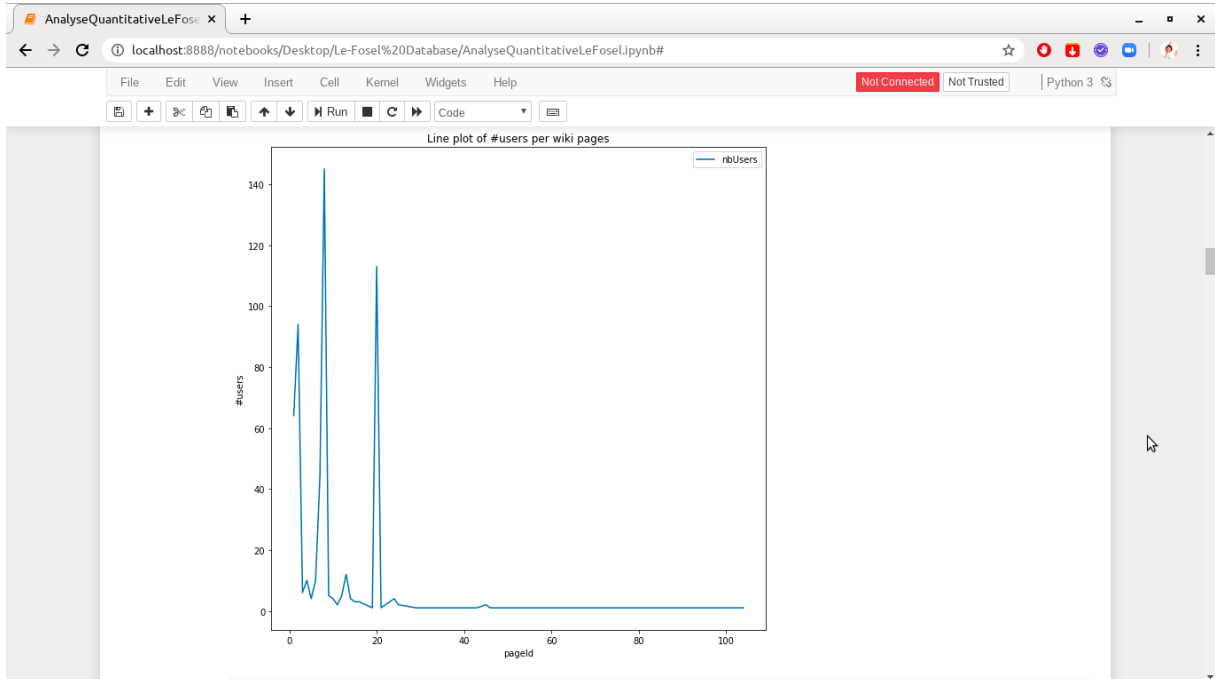 AnalyseQuantitativeLeFose
localhost:8888/notebooks/Desktop/Le-Fosel%20Database/AnalyseQuantitativeLeFosel.ipynb#
File Edit View Insert Cell Kernel Widgets Help Not Connected Not Trusted Python 3
Run Code
Line plot of #users per wiki pages
nbUsers
140
120
100
80
60
40
20
0
#users
0 20 40 60 80 100
pageId